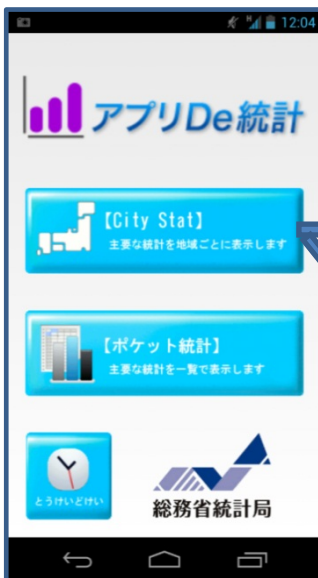 12:04
アプリDe統計
【City Stat】
主要な統計を地域ごとに表示します
【ポケット統計】
主要な統計を一覧で表示します
とうけいどけい
総務省統計局